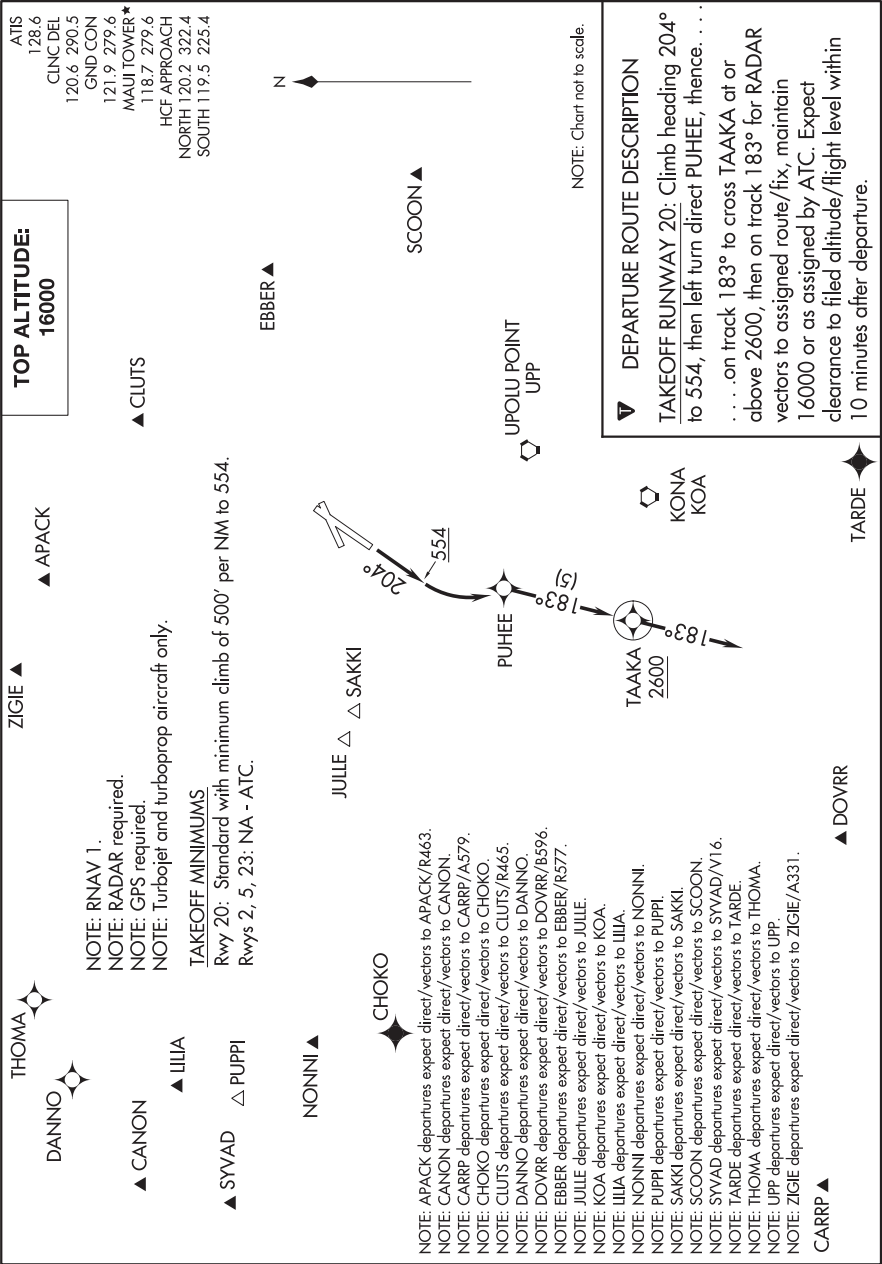 THOMA
ZIGIE
APACK
TOP ALTITUDE:
16000
ATIS
128.6
CLNC DEL
120.6 290.5
GND CON
121.9 279.6
MAUI TOWER★
118.7 279.6
HCF APPROACH
NORTH 120.2 322.4
SOUTH 119.5 225.4
DANNO
CANON
LILIA
SYVAD
PUPPI
NONNI
CHOKO
NOTE: RNAV 1.
NOTE: RADAR required.
NOTE: GPS required.
NOTE: Turbojet and turboprop aircraft only.
TAKEOFF MINIMUMS
Rwy 20: Standard with minimum climb of 500' per NM to 554.
Rwys 2, 5, 23: NA - ATC.
CLUTS
EBBER
N
SCOON
NOTE: Chart not to scale.
JULLE
SAKKI
204°
554
PUHEE
183°
(5)
TAAKA
2600
183°
UPOLU POINT
UPP
KONA
KOA
TARDE
DOVRR
CARRP
NOTE: APACK departures expect direct/vectors to APACK/R463.
NOTE: CANON departures expect direct/vectors to CANON.
NOTE: CARRP departures expect direct/vectors to CARRP/A579.
NOTE: CHOKO departures expect direct/vectors to CHOKO.
NOTE: CLUTS departures expect direct/vectors to CLUTS/R465.
NOTE: DANNO departures expect direct/vectors to DANNO.
NOTE: DOVRR departures expect direct/vectors to DOVRR/B596.
NOTE: EBBER departures expect direct/vectors to EBBER/R577.
NOTE: JULLE departures expect direct/vectors to JULLE.
NOTE: KOA departures expect direct/vectors to KOA.
NOTE: LILIA departures expect direct/vectors to LILIA.
NOTE: NONNI departures expect direct/vectors to NONNI.
NOTE: PUPPI departures expect direct/vectors to PUPPI.
NOTE: SAKKI departures expect direct/vectors to SAKKI.
NOTE: SCOON departures expect direct/vectors to SCOON.
NOTE: SYVAD departures expect direct/vectors to SYVAD/V16.
NOTE: TARDE departures expect direct/vectors to TARDE.
NOTE: THOMA departures expect direct/vectors to THOMA.
NOTE: UPP departures expect direct/vectors to UPP.
NOTE: ZIGIE departures expect direct/vectors to ZIGIE/A331.
T DEPARTURE ROUTE DESCRIPTION
TAKEOFF RUNWAY 20: Climb heading 204°
to 554, then left turn direct PUHEE, thence. . . .
. . . .on track 183° to cross TAAKA at or
above 2600, then on track 183° for RADAR
vectors to assigned route/fix, maintain
16000 or as assigned by ATC. Expect
clearance to filed altitude/flight level within
10 minutes after departure.